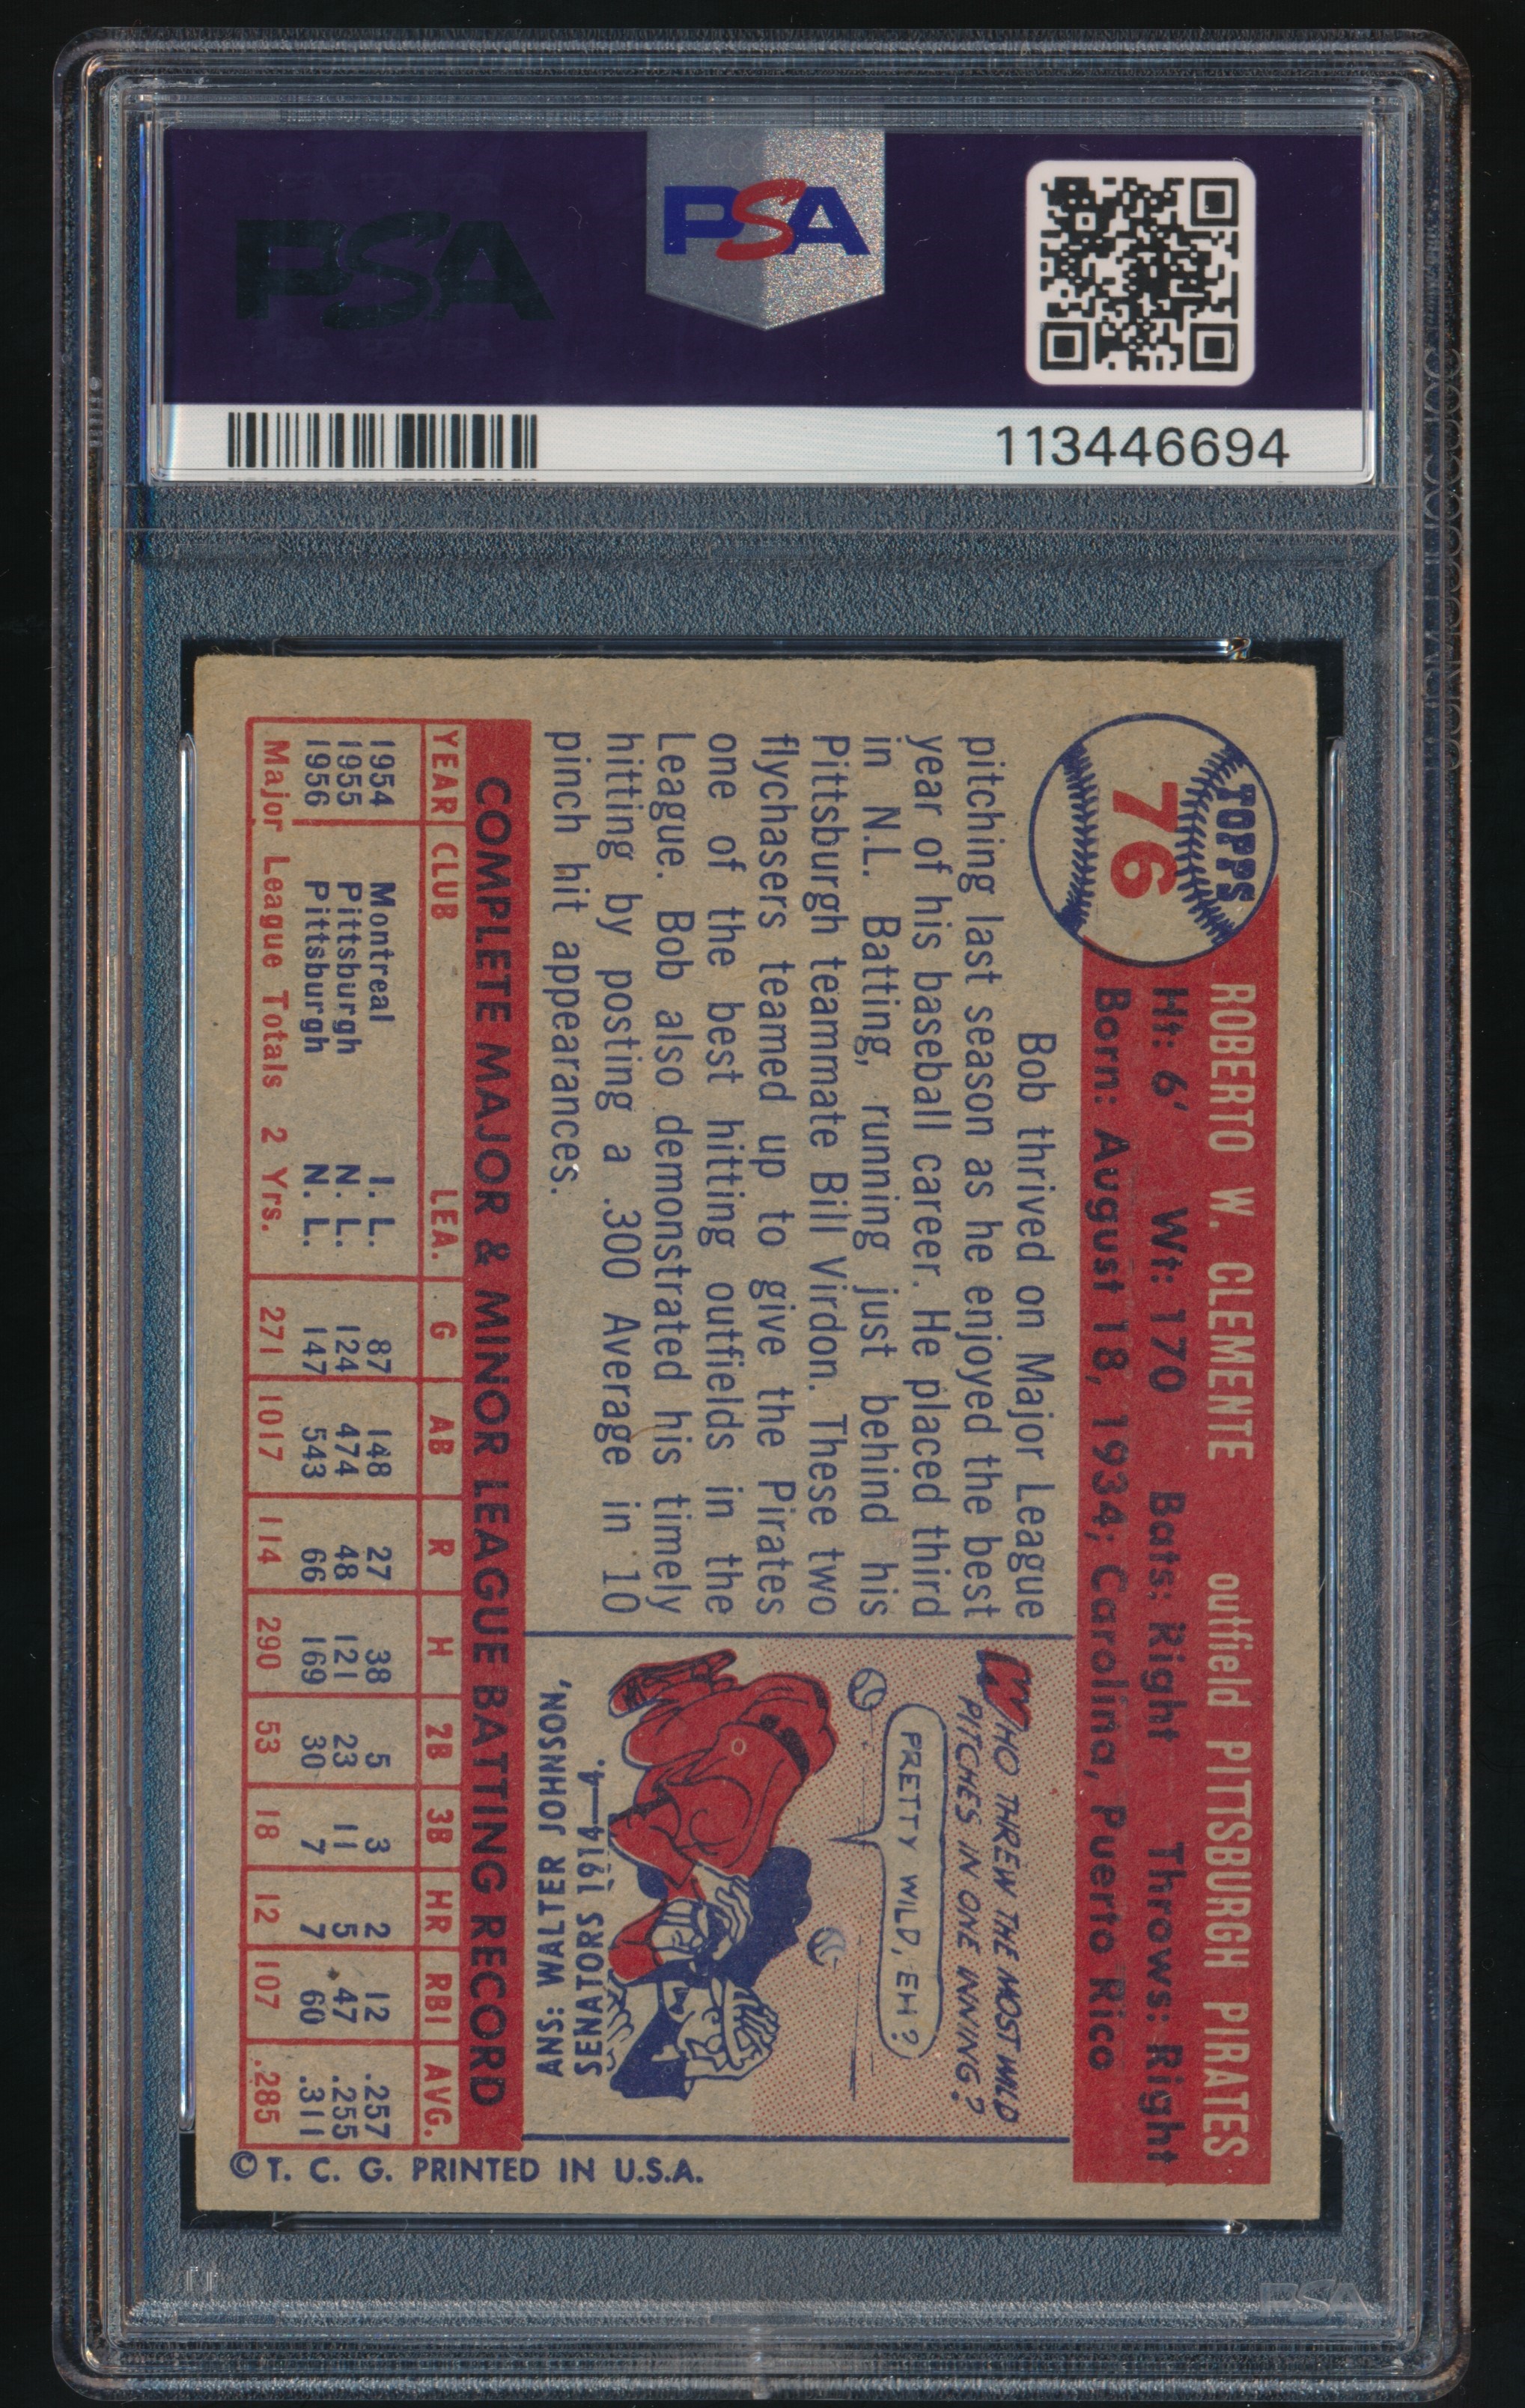 PSA
PSA
113446694
TOPPS
76
ROBERTO W. CLEMENTE outfield PITTSBURGH PIRATES
Ht: 6' Wt: 170 Bats: Right Throws: Right
Born: August 18, 1934; Carolina, Puerto Rico
Bob thrived on Major League
pitching last season as he enjoyed the best
year of his baseball career. He placed third
in N.L. Batting, running just behind his
Pittsburgh teammate Bill Virdon. These two
flychasers teamed up to give the Pirates
one of the best hitting outfields in the
League. Bob also demonstrated his timely
hitting by posting a .300 Average in 10
pinch hit appearances.
WHO THREW THE MOST WILD
PITCHES IN ONE INNING?
PRETTY WILD, EH?
ANS: WALTER JOHNSON,
SENATORS 1914—4.
COMPLETE MAJOR & MINOR LEAGUE BATTING RECORD
YEAR CLUB LEA. G AB R H 2B 3B HR RBI AVG.
1954 Montreal I. L. 87 148 27 38 5 3 2 12 .257
1955 Pittsburgh N. L. 124 474 48 121 23 11 5 47 .255
1956 Pittsburgh N. L. 147 543 66 169 30 7 7 60 .311
Major League Totals 2 Yrs. 271 1017 114 290 53 18 12 107 .285
© T. C. G. PRINTED IN U.S.A.
PSA